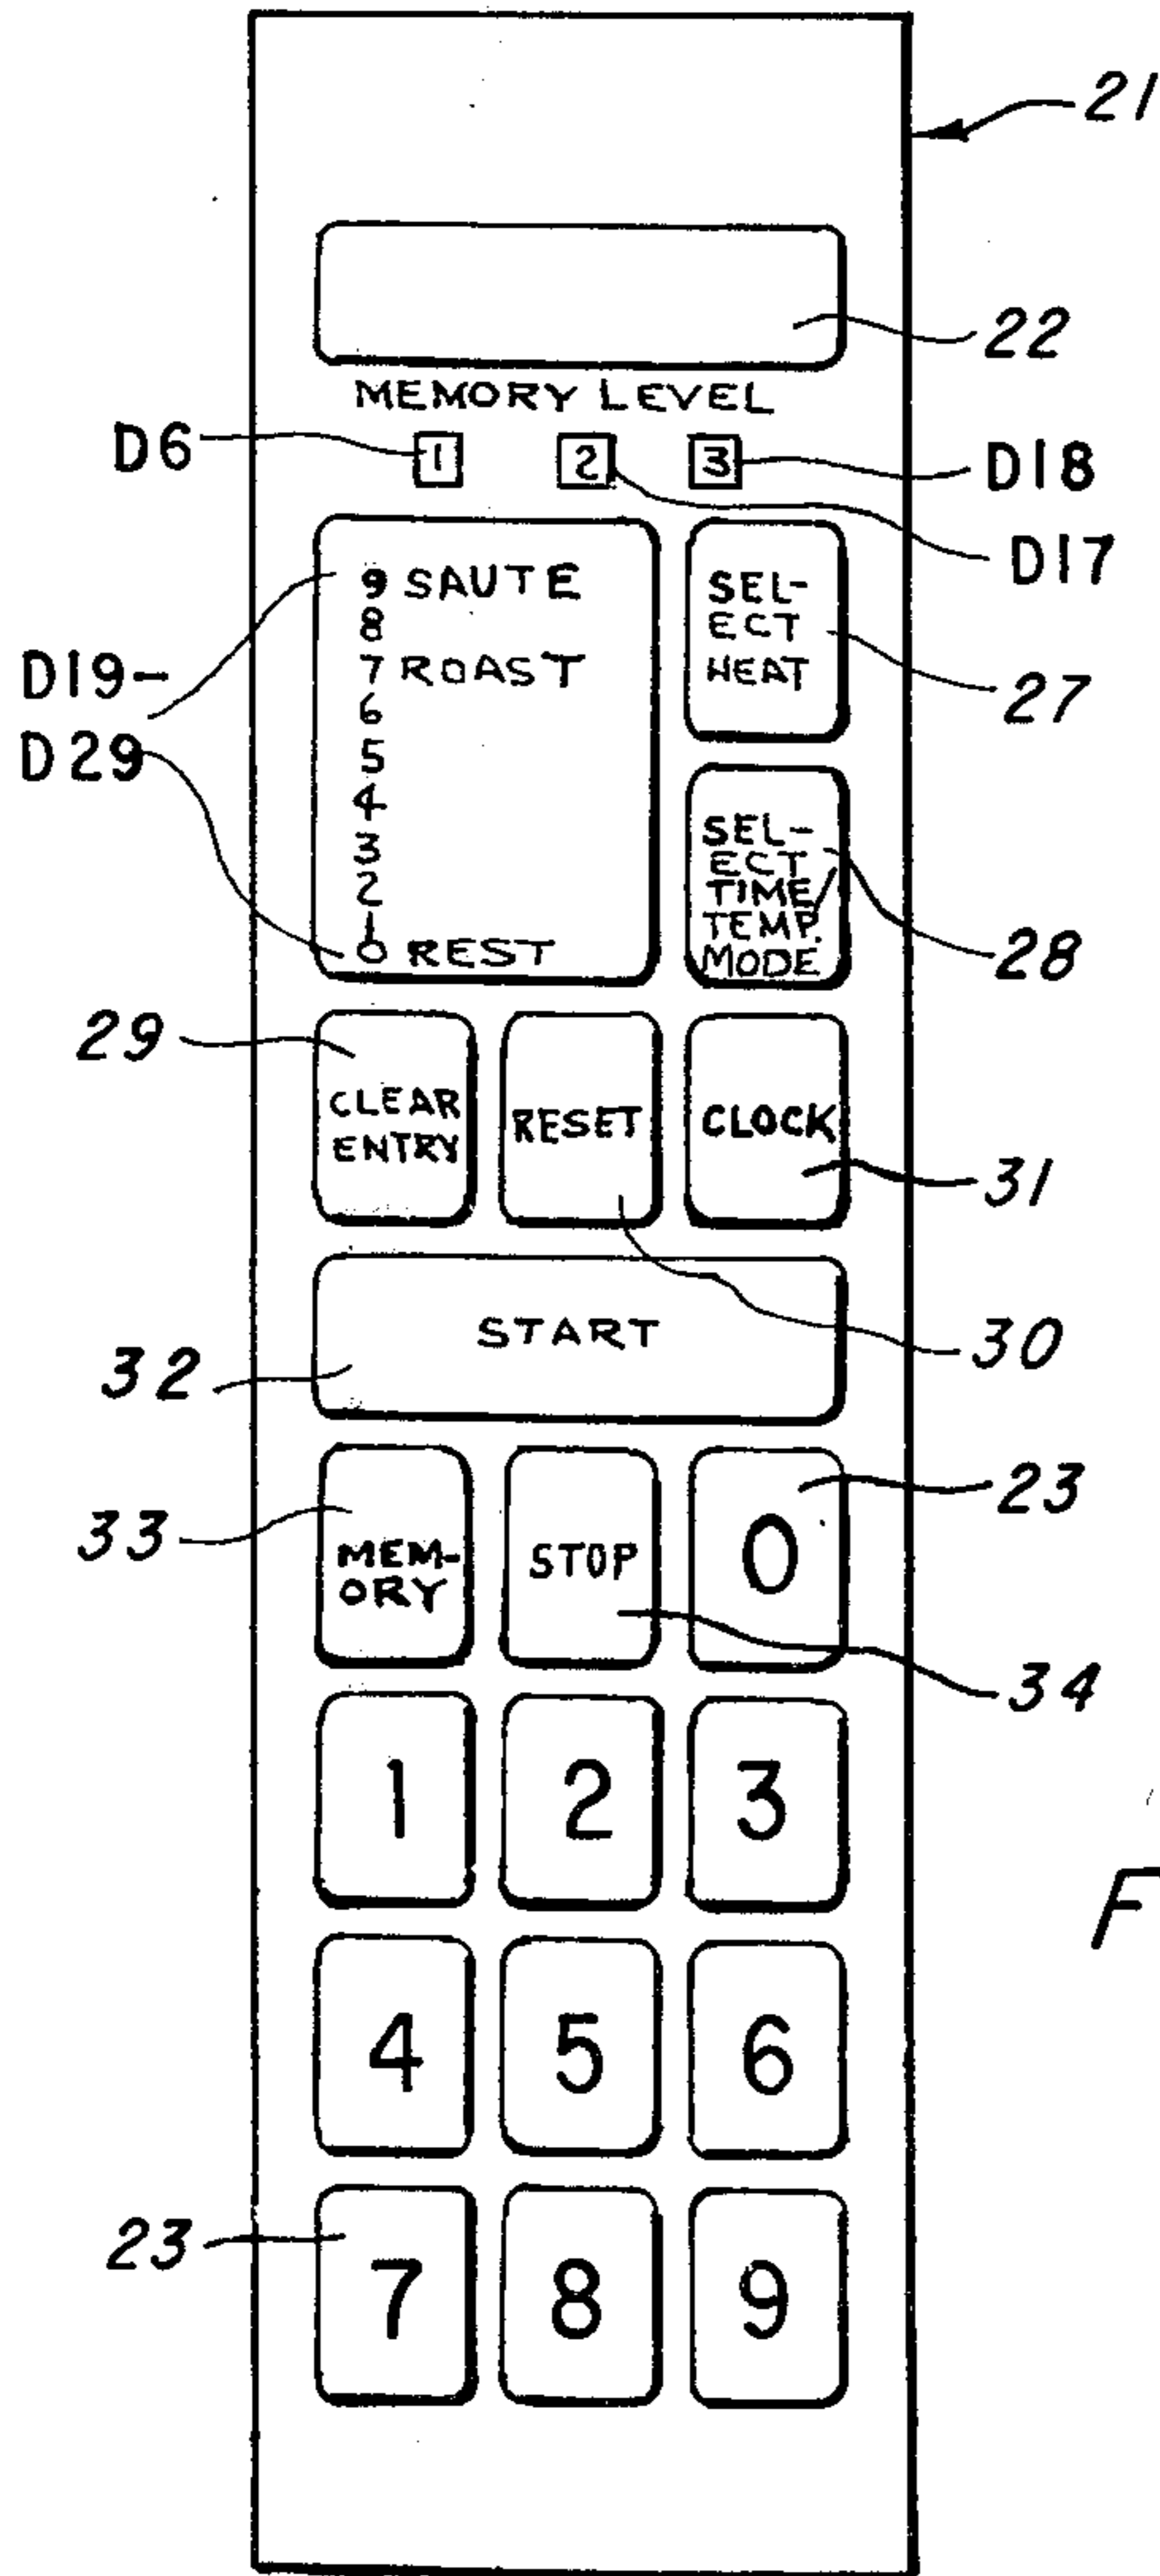 21
22
MEMORY LEVEL
D6 1 2 3 D18
D17
9 SAUTE
8
7 ROAST
6
5
4
3
2
1
0 REST
D19-
D29
SEL-
ECT
HEAT
27
SEL-
ECT
TIME
TEMP.
MODE
28
29
CLEAR
ENTRY
RESET
CLOCK
31
START
30
32
23
33
MEM-
ORY
STOP
0
34
1 2 3
F
4 5 6
23
7 8 9